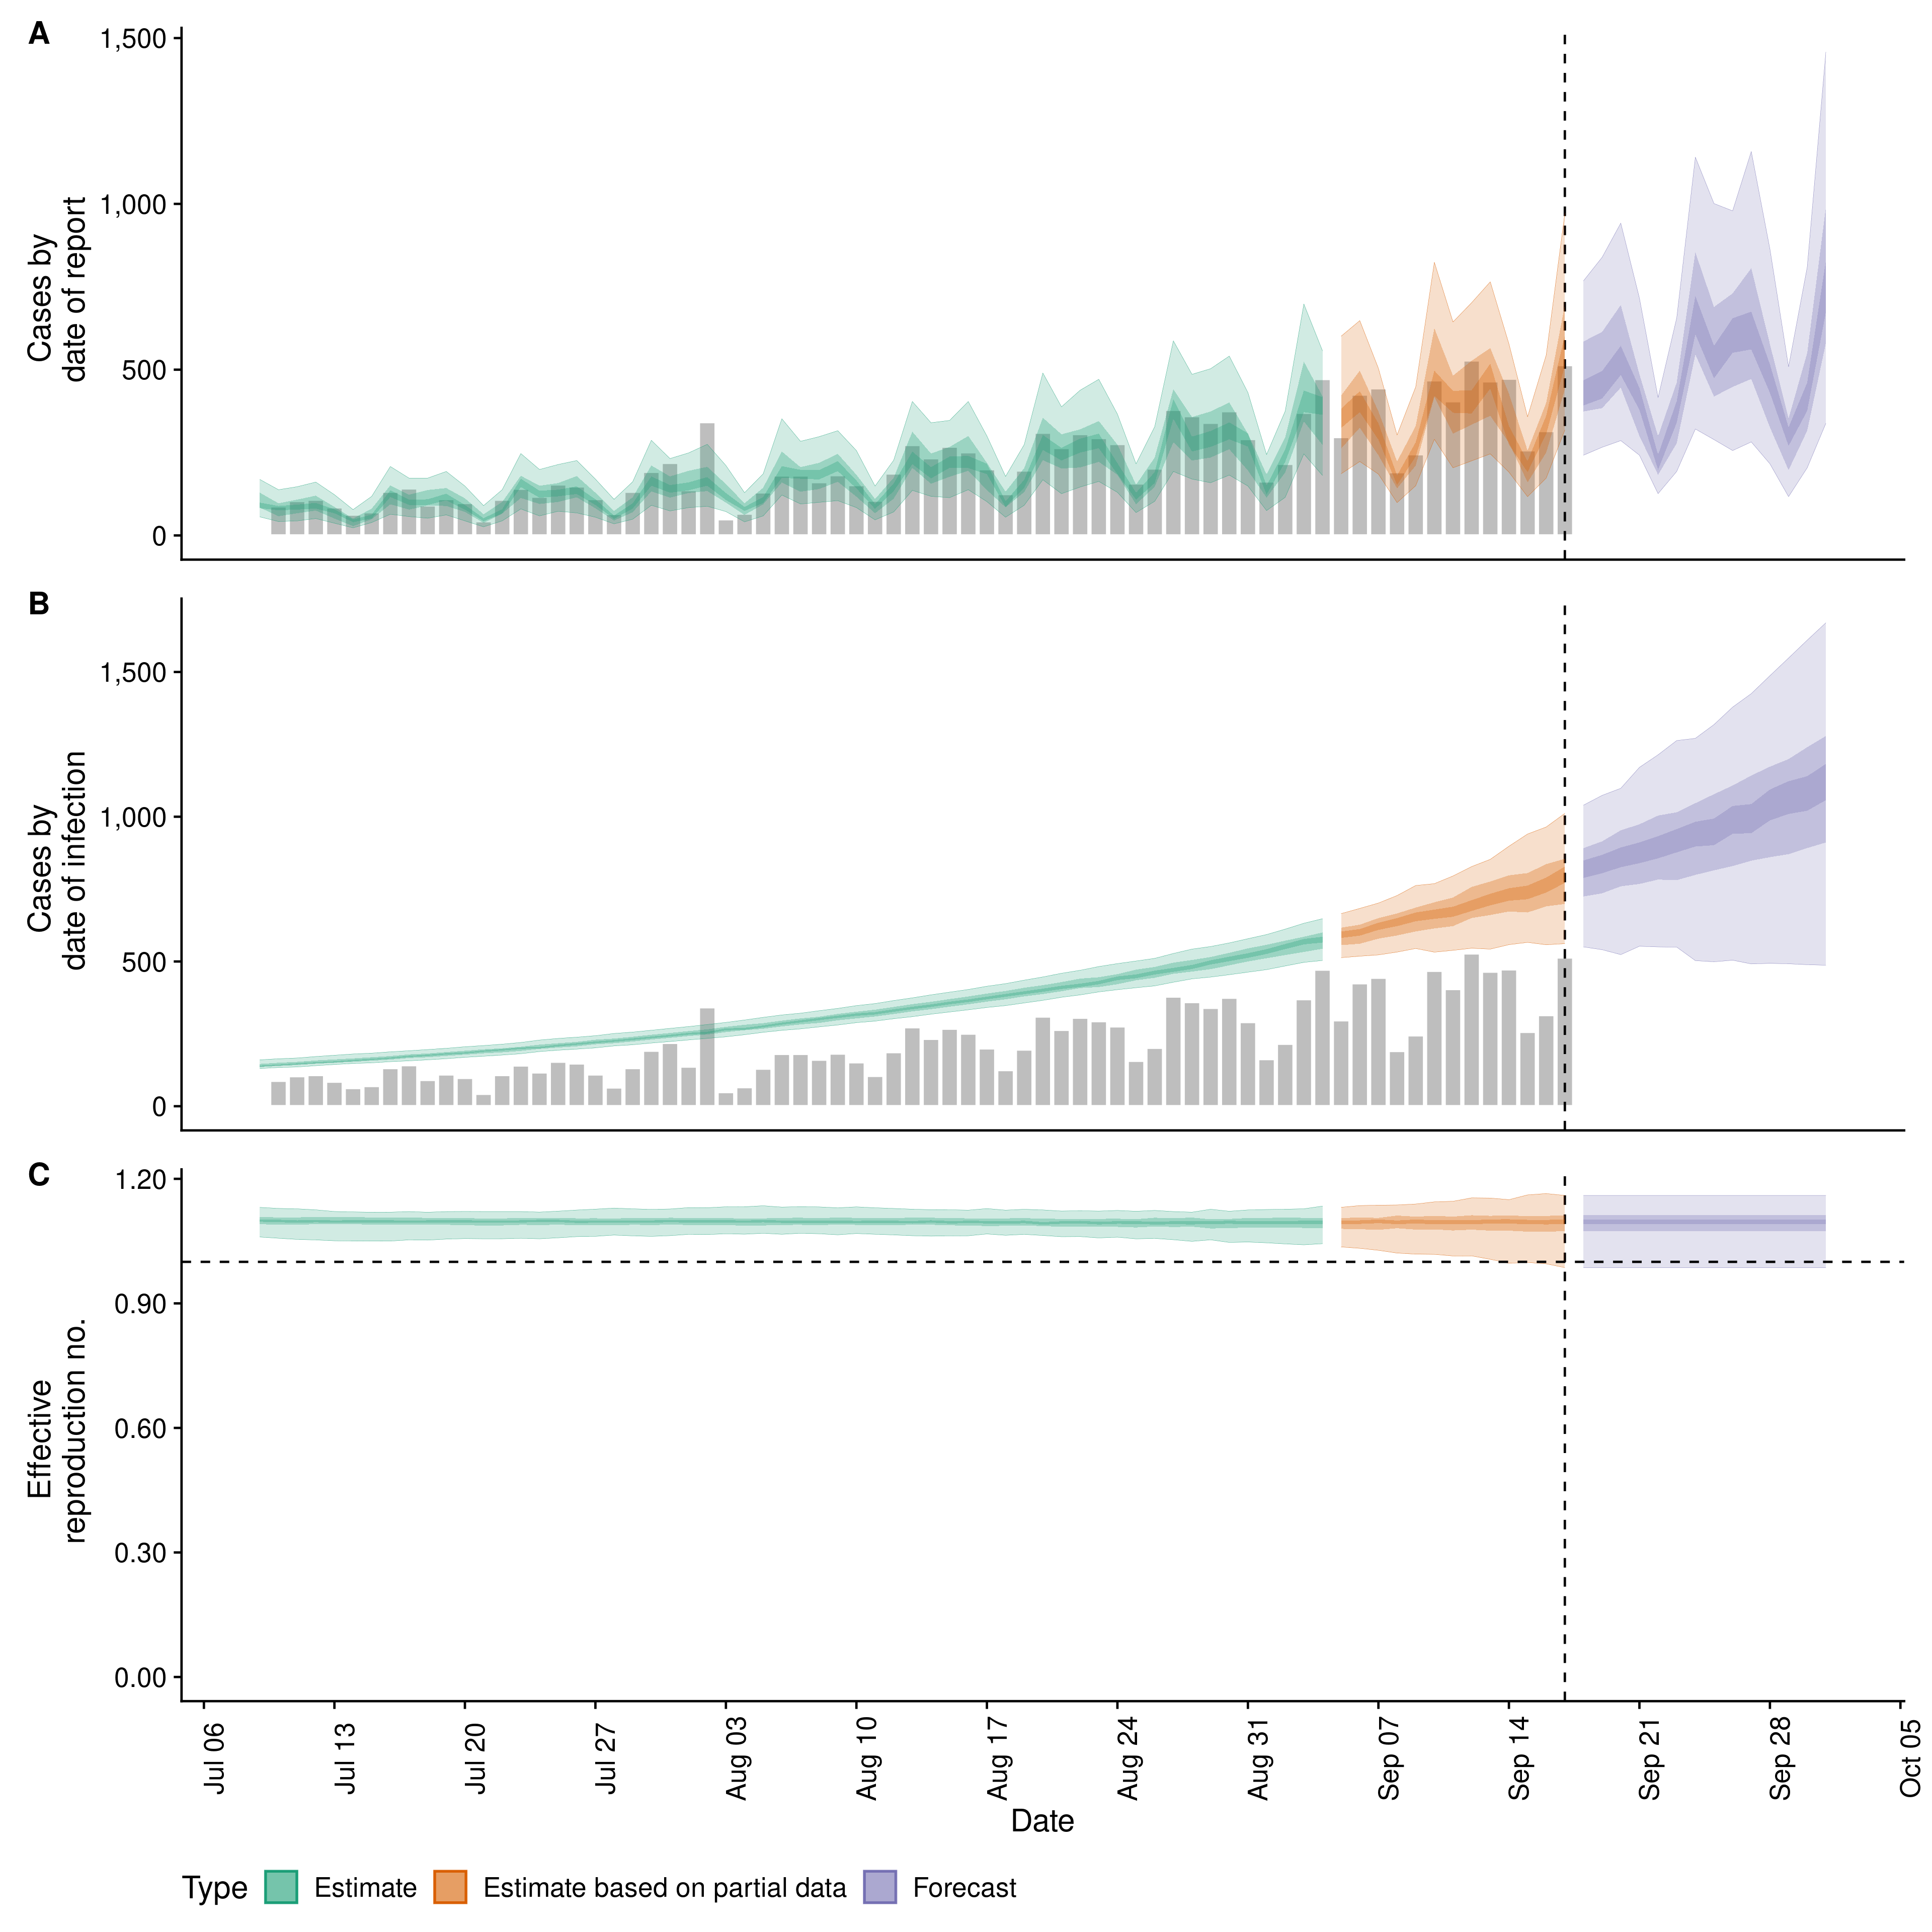 A
Cases by
date of report
1,500
1,000
500
0
B
Cases by
date of infection
1,500
1,000
500
0
C
Effective
reproduction no.
1.20
0.90
0.60
0.30
0.00
Jul 06
Jul 13
Jul 20
Jul 27
Aug 03
Aug 10
Aug 17
Aug 24
Aug 31
Sep 07
Sep 14
Sep 21
Sep 28
Oct 05
Date
Type Estimate Estimate based on partial data Forecast